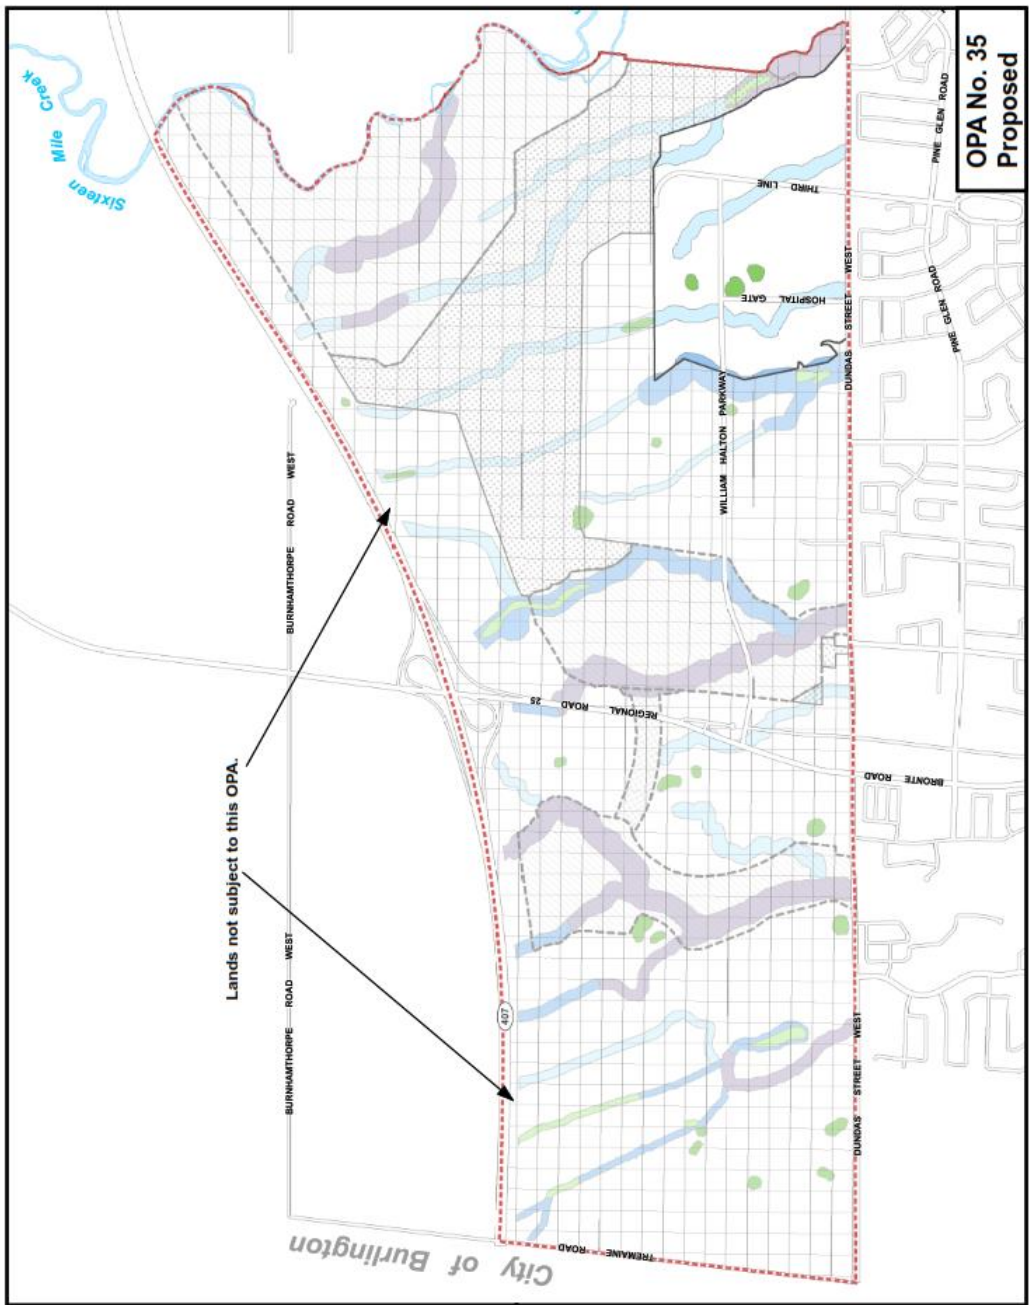 OPA No. 35
Proposed
Sixteen
Mile
Creek
Lands not subject to this OPA.
BURNHAMTHORPE ROAD WEST
BURNHAMTHORPE ROAD WEST
407
REGIONAL ROAD 25
BRONTE ROAD
WILLIAM HALTON PARKWAY
THIRD LINE
HOSPITAL GATE
DUNDAS STREET WEST
DUNDAS STREET WEST
PINE GLEN ROAD
PINE GLEN ROAD
TREMAINE ROAD
City of Burlington